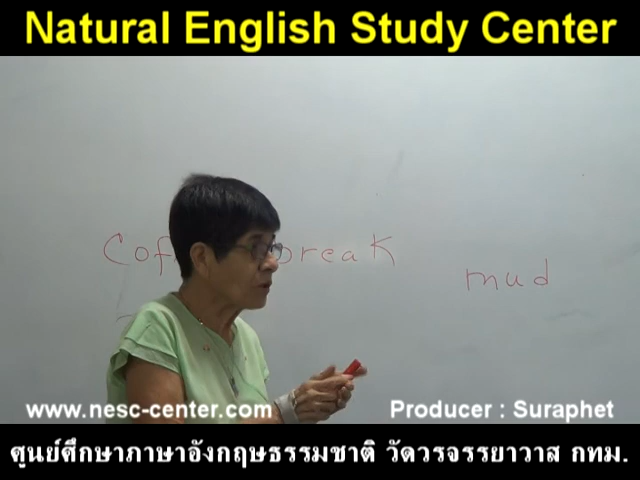 Natural English Study Center
Cof break
mud
www.nesc-center.com
Producer : Suraphet
ศูนย์ศึกษาภาษาอังกฤษธรรมชาติ วัดวรจรรยาวาส กทม.